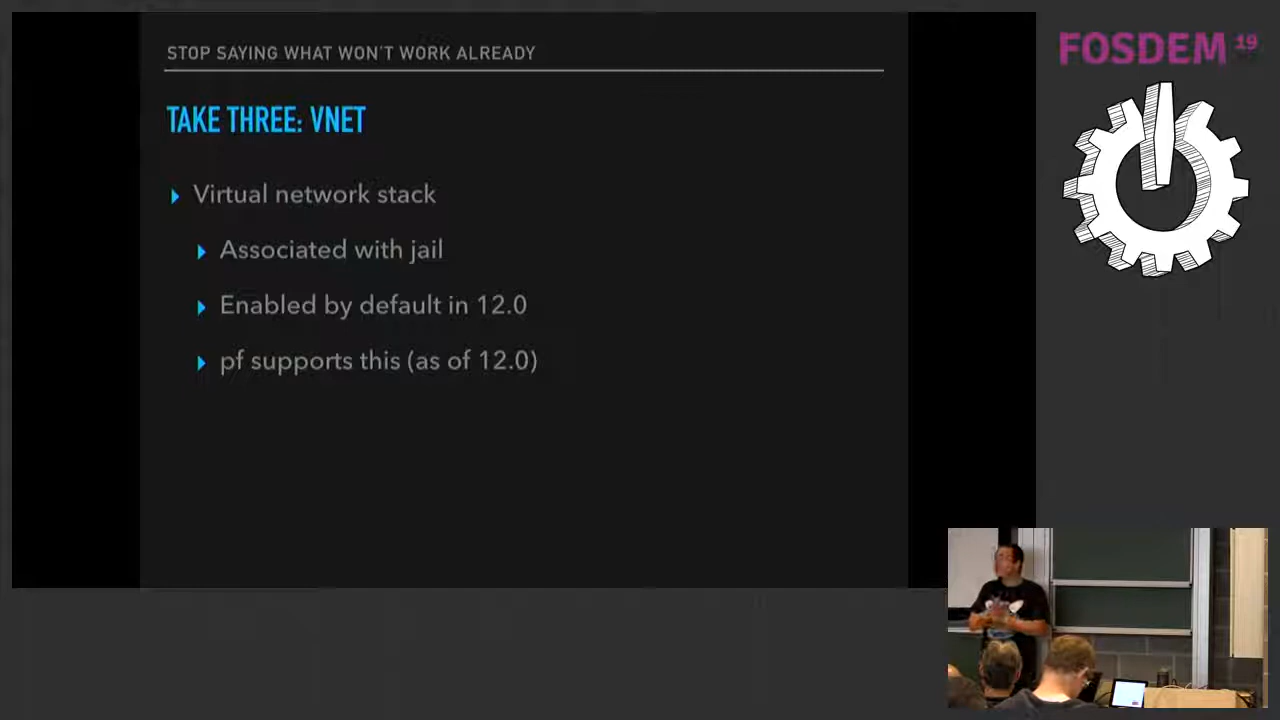 STOP SAYING WHAT WON'T WORK ALREADY
TAKE THREE: VNET
Virtual network stack
Associated with jail
Enabled by default in 12.0
pf supports this (as of 12.0)
FOSDEM 19